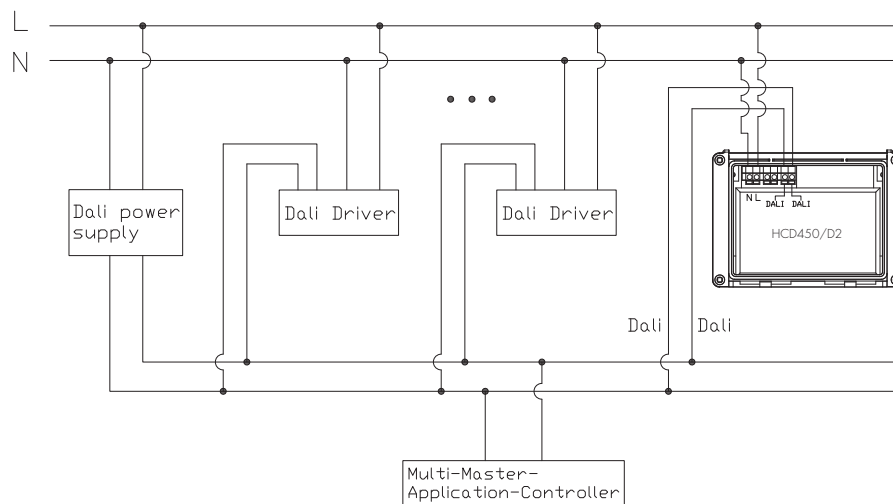 L
N
Dali power
supply
Dali Driver
Dali Driver
N L
DALI DALI
HCD450/D2
Dali
Dali
Multi-Master-
Application-Controller